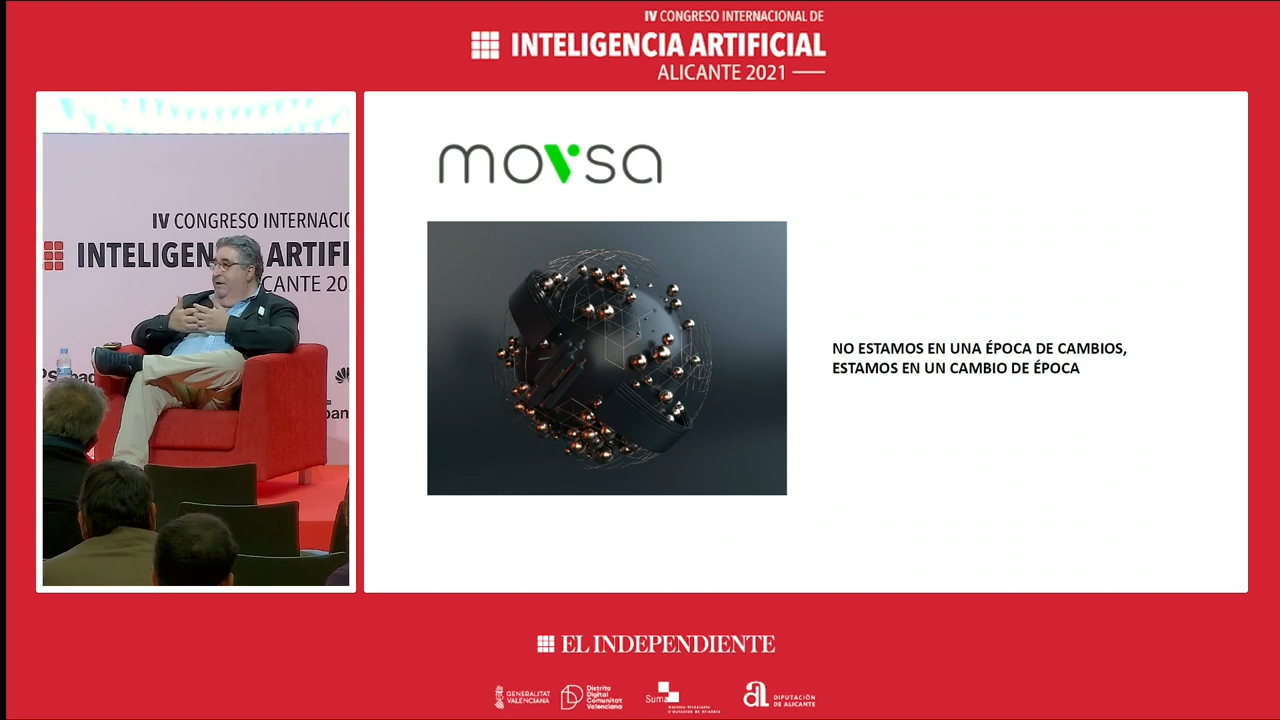 IV CONGRESO INTERNACIONAL DE
INTELIGENCIA ARTIFICIAL
ALICANTE 2021
IV CONGRESO INTERNACIO
INTELIGEN ARTIFI
CANTE 20
Sabad
movsa
NO ESTAMOS EN UNA ÉPOCA DE CAMBIOS,
ESTAMOS EN UN CAMBIO DE ÉPOCA
EL INDEPENDIENTE
GENERALITAT
VALENCIANA
Distrito
Digital
Comunitat
Valenciana
Suma
DIPUTACIÓN
DE ALICANTE